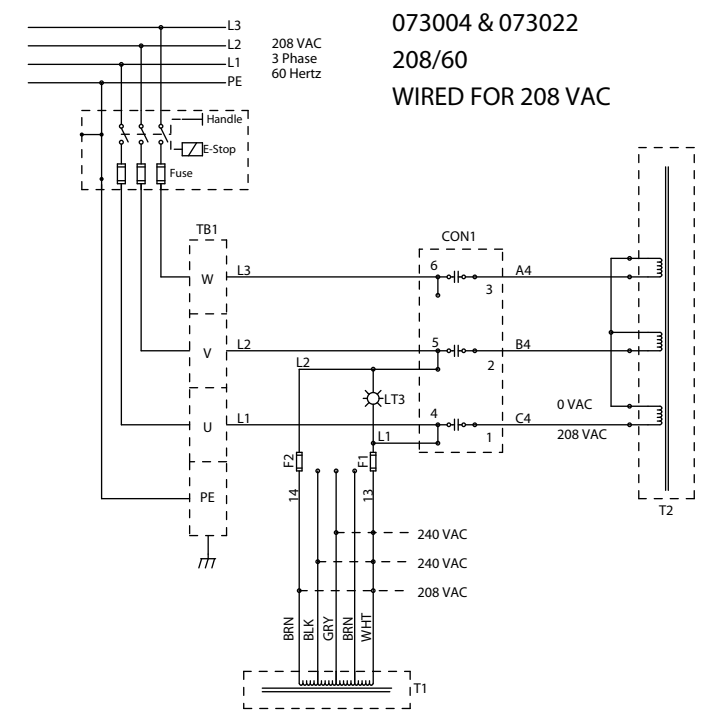 073004 & 073022
208/60
WIRED FOR 208 VAC
L3
L2
L1
PE
208 VAC
3 Phase
60 Hertz
Handle
E-Stop
Fuse
TB1
CON1
W
L3
6
3
A4
V
L2
5
2
B4
L2
LT3
U
L1
4
1
C4
0 VAC
208 VAC
L1
F2
F1
PE
14
13
T2
240 VAC
240 VAC
208 VAC
BRN
BLK
GRY
BRN
WHT
T1